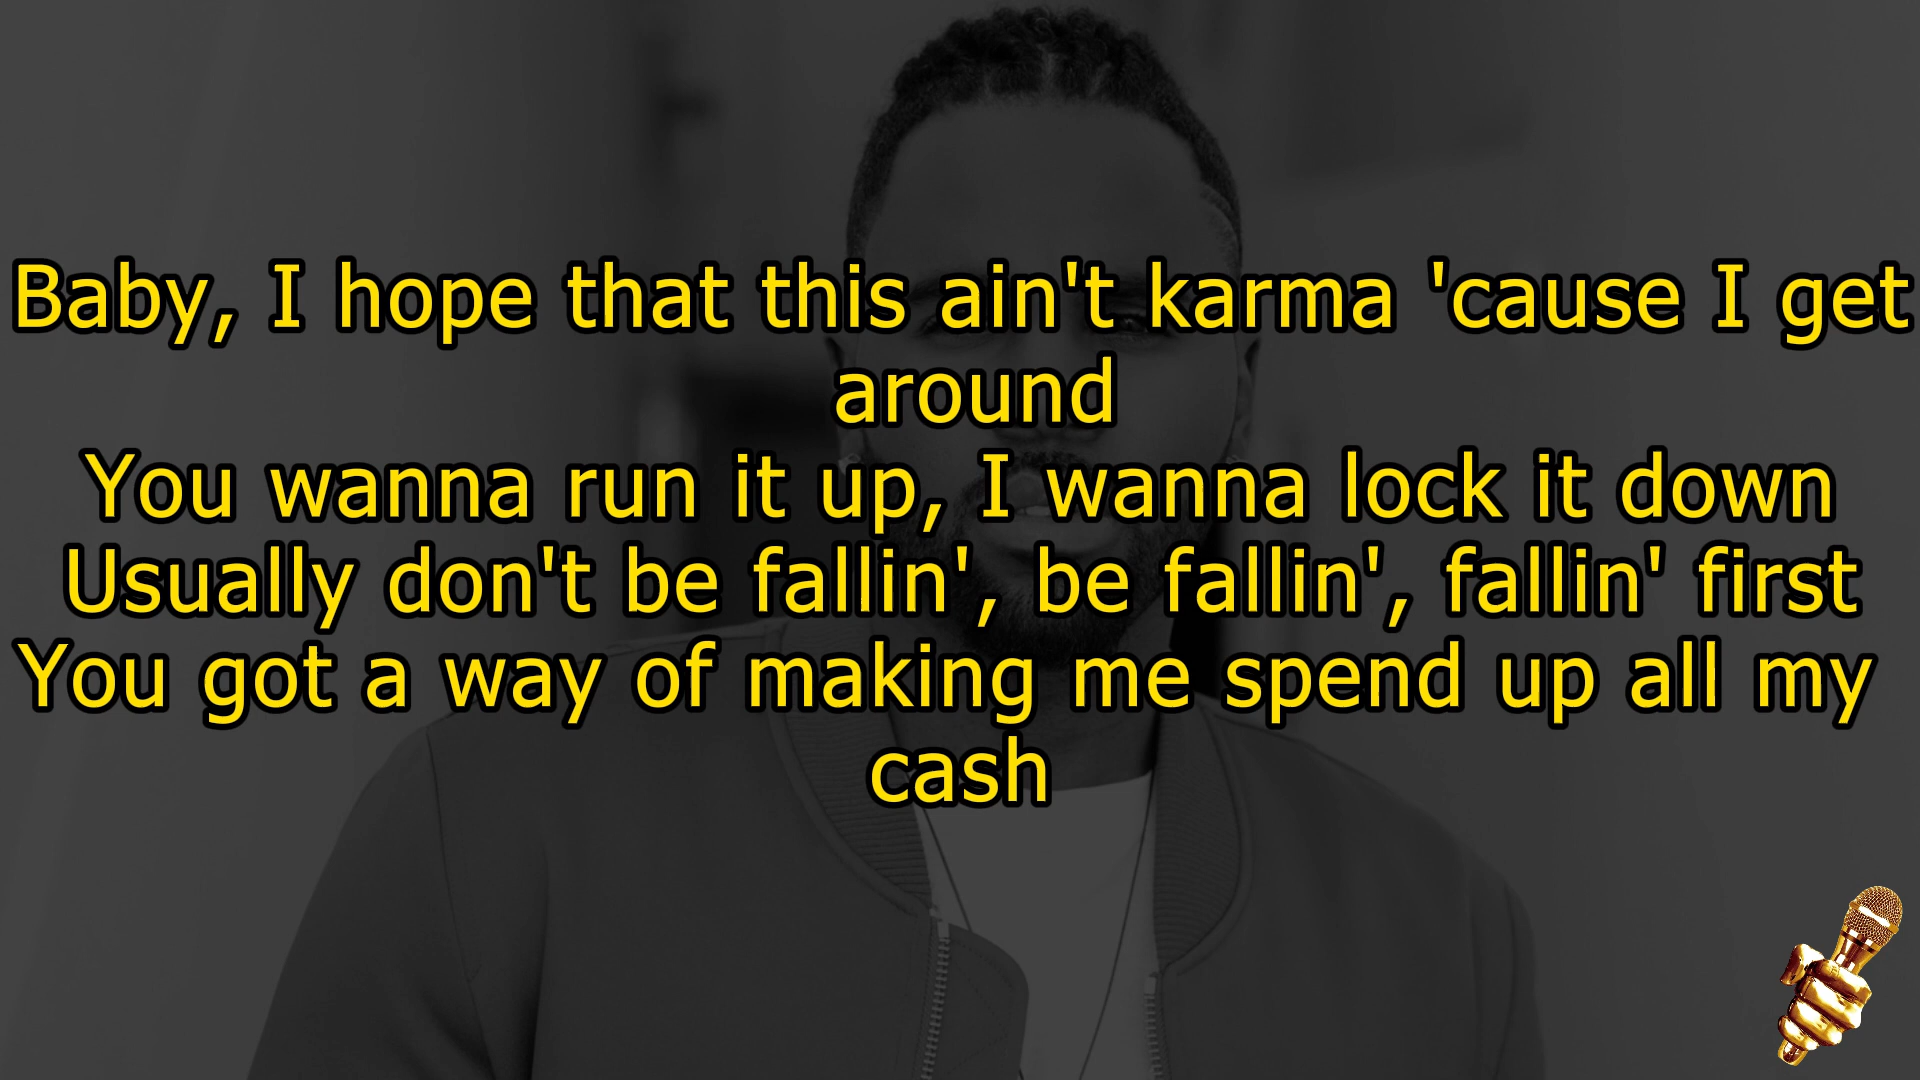 Baby, I hope that this ain't karma 'cause I get
around
You wanna run it up, I wanna lock it down
Usually don't be fallin', be fallin', fallin' first
You got a way of making me spend up all my
cash